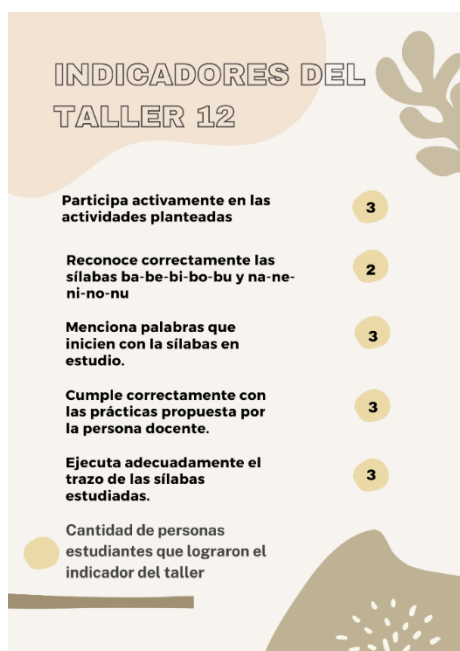 INDICADORES DEL
TALLER 12
Participa activamente en las
actividades planteadas
3
Reconoce correctamente las
sílabas ba-be-bi-bo-bu y na-ne-
ni-no-nu
2
Menciona palabras que
inicien con la sílabas en
estudio.
3
Cumple correctamente con
las prácticas propuesta por
la persona docente.
3
Ejecuta adecuadamente el
trazo de las sílabas
estudiadas.
3
Cantidad de personas
estudiantes que lograron el
indicador del taller